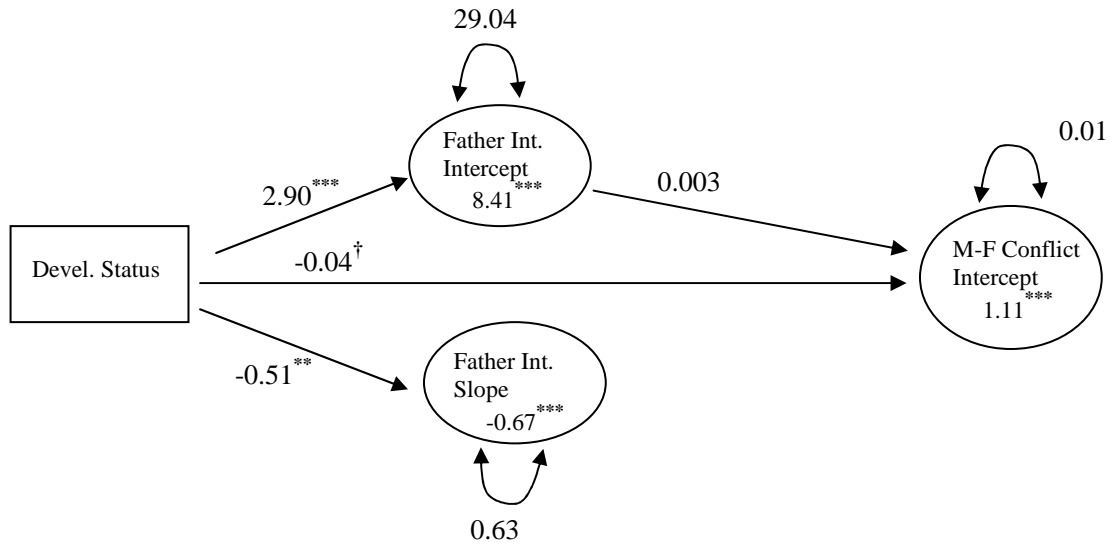 29.04
0.01
Father Int.
Intercept
8.41***
2.90***
0.003
Devel. Status
-0.04†
M-F Conflict
Intercept
1.11***
-0.51**
Father Int.
Slope
-0.67***
0.63